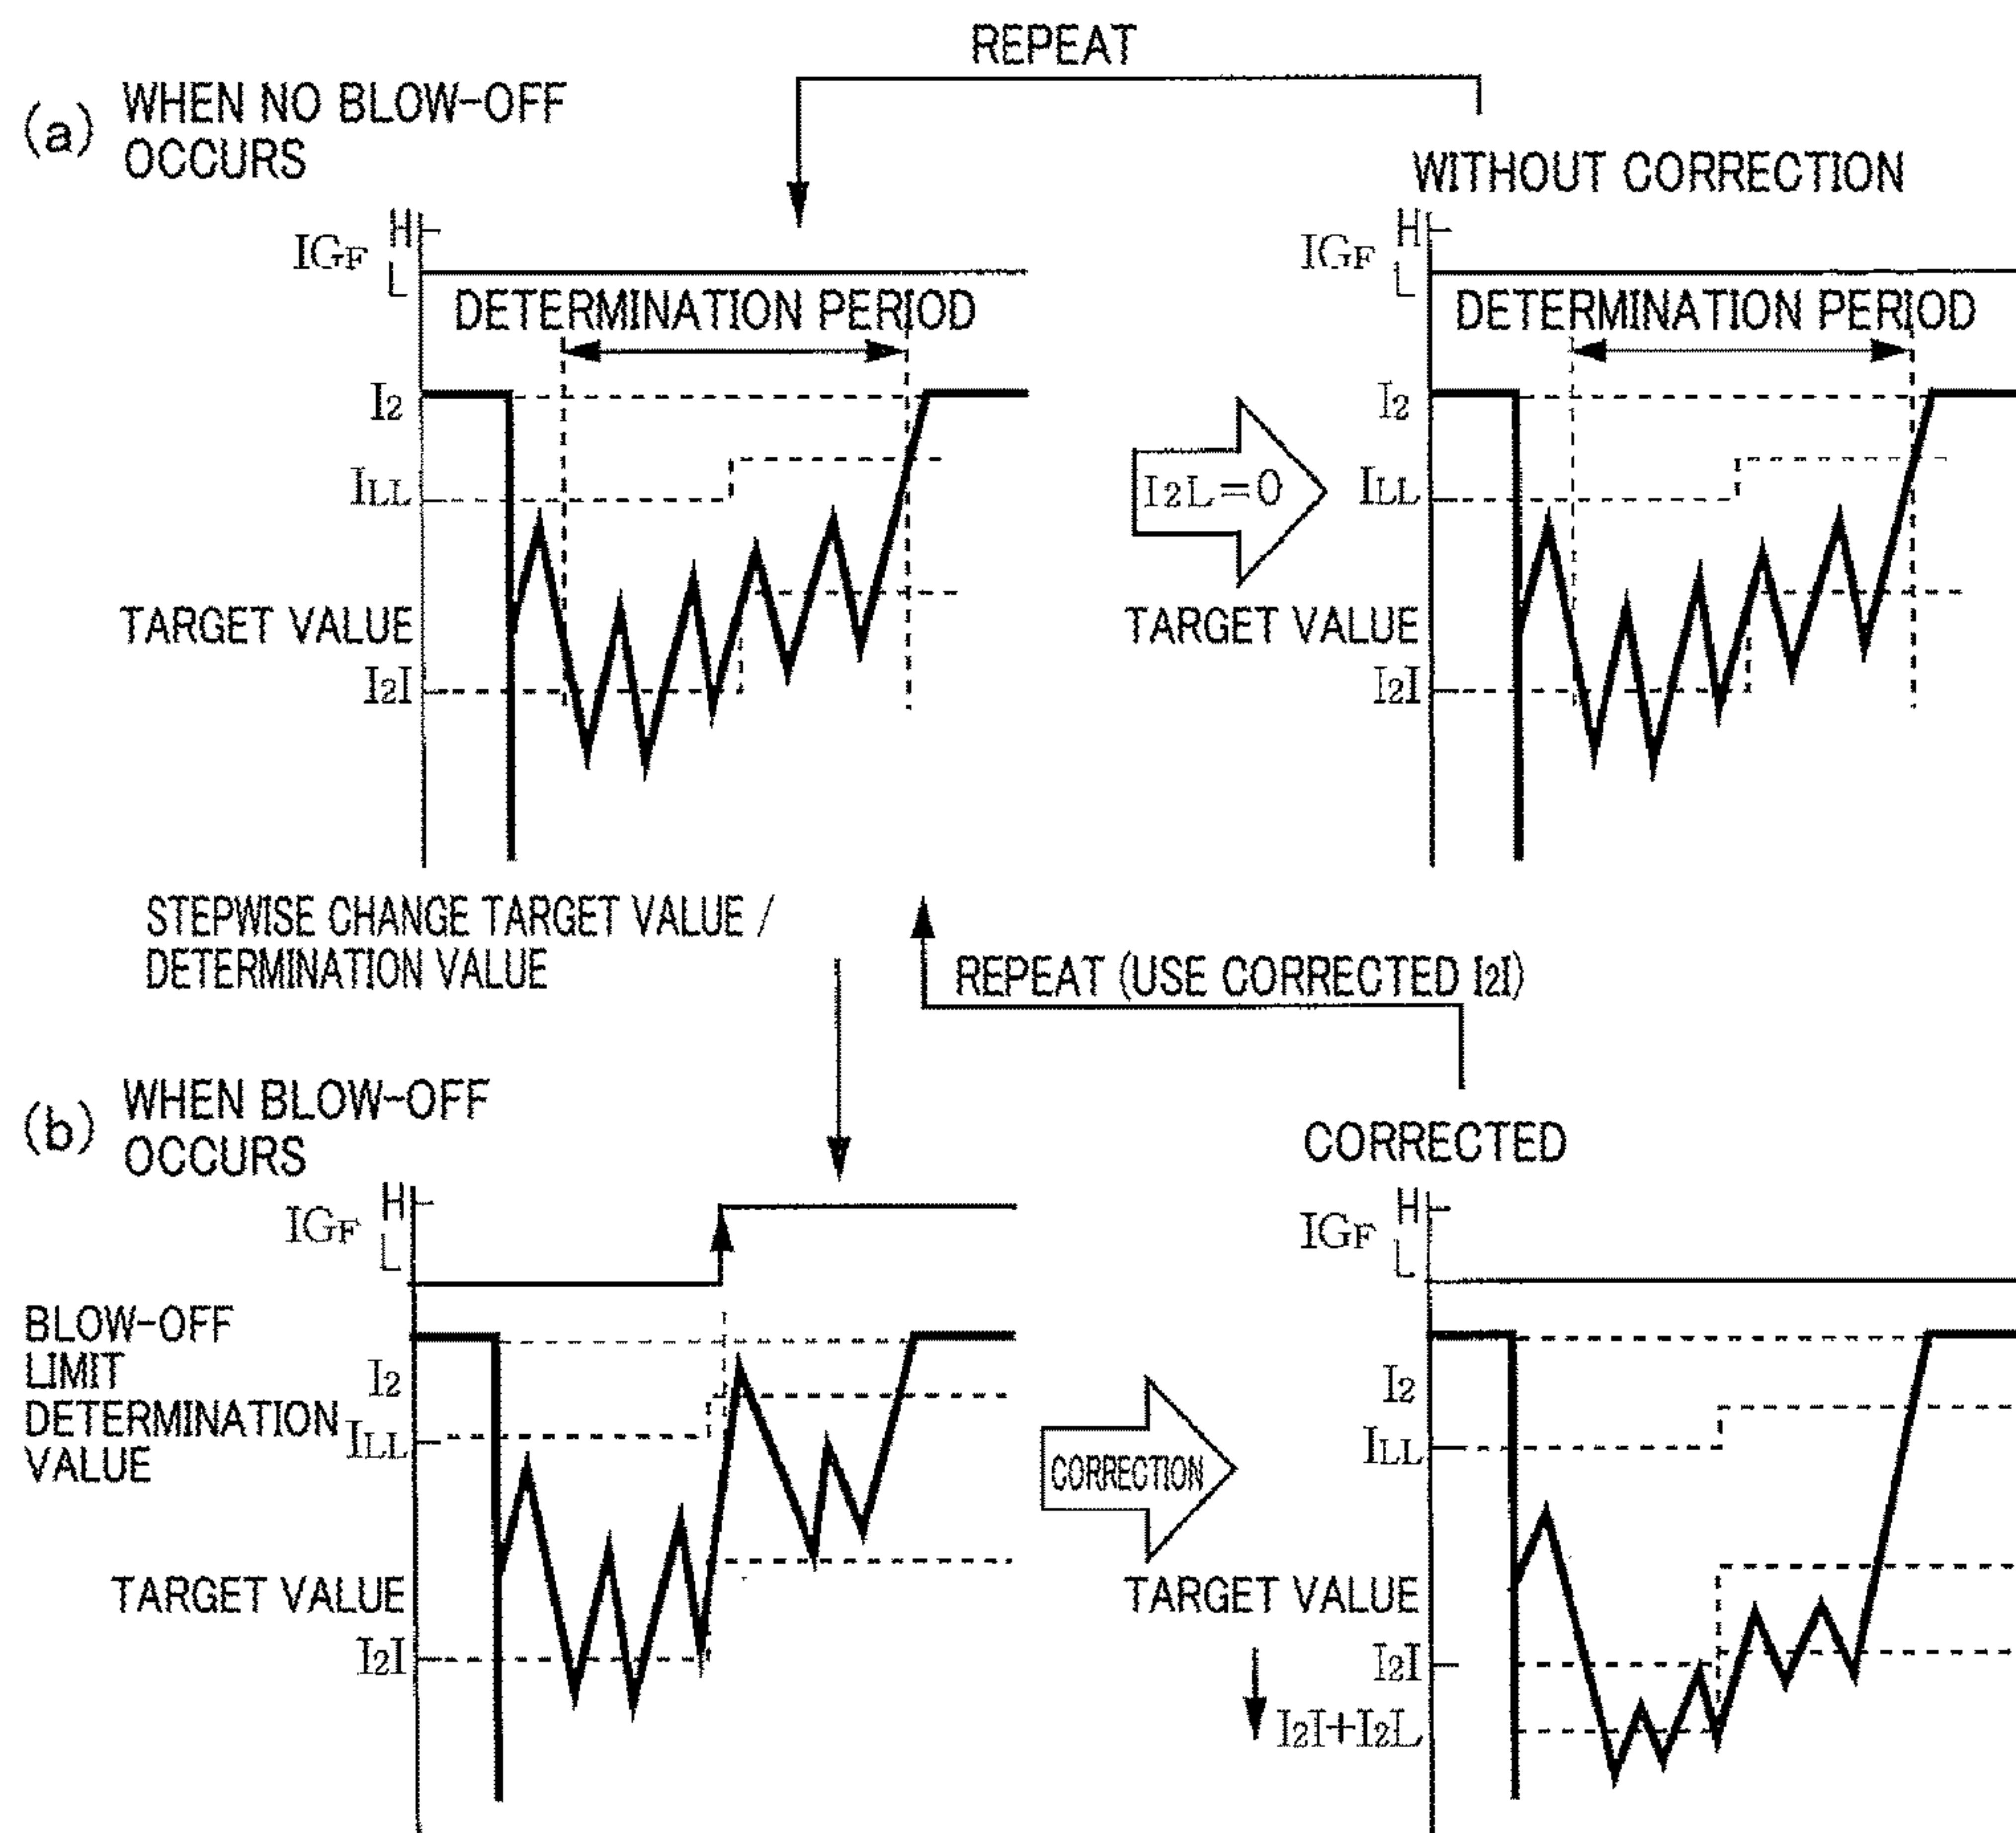 REPEAT
(a) WHEN NO BLOW-OFF
OCCURS
WITHOUT CORRECTION
IGF H
L
DETERMINATION PERIOD
I2
ILL
TARGET VALUE
I2I
I2L=0
IGF H
L
DETERMINATION PERIOD
I2
ILL
TARGET VALUE
I2I
STEPWISE CHANGE TARGET VALUE /
DETERMINATION VALUE
REPEAT (USE CORRECTED I2I)
(b) WHEN BLOW-OFF
OCCURS
CORRECTED
IGF H
L
BLOW-OFF
LIMIT
DETERMINATION
VALUE
I2
ILL
TARGET VALUE
I2I
CORRECTION
IGF H
L
I2
ILL
TARGET VALUE
I2I
I2I+I2L